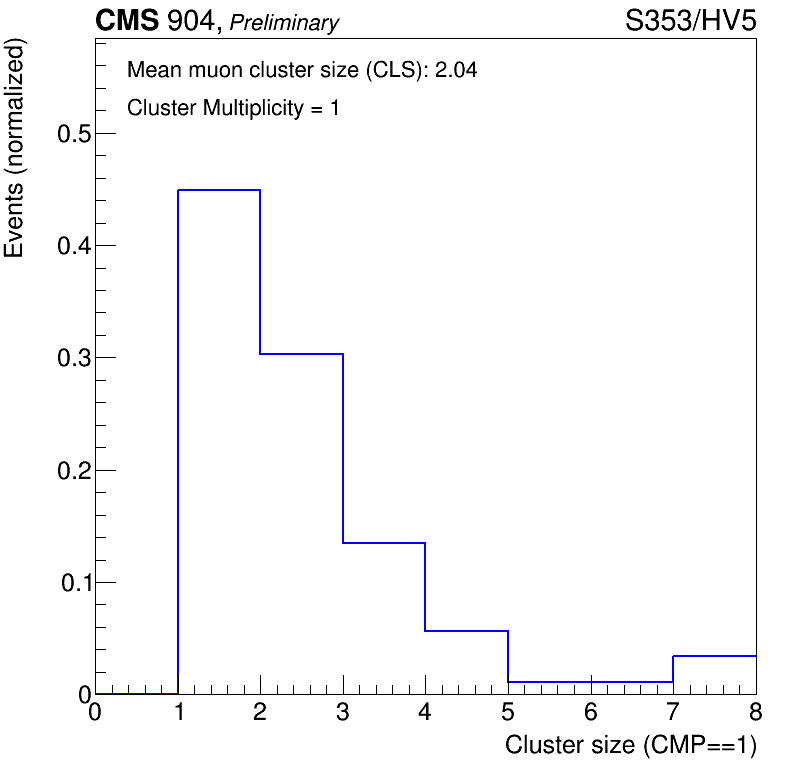 CMS 904, Preliminary
S353/HV5
Events (normalized)
Mean muon cluster size (CLS): 2.04
Cluster Multiplicity = 1
0.5
0.4
0.3
0.2
0.1
0
0 1 2 3 4 5 6 7 8
Cluster size (CMP==1)